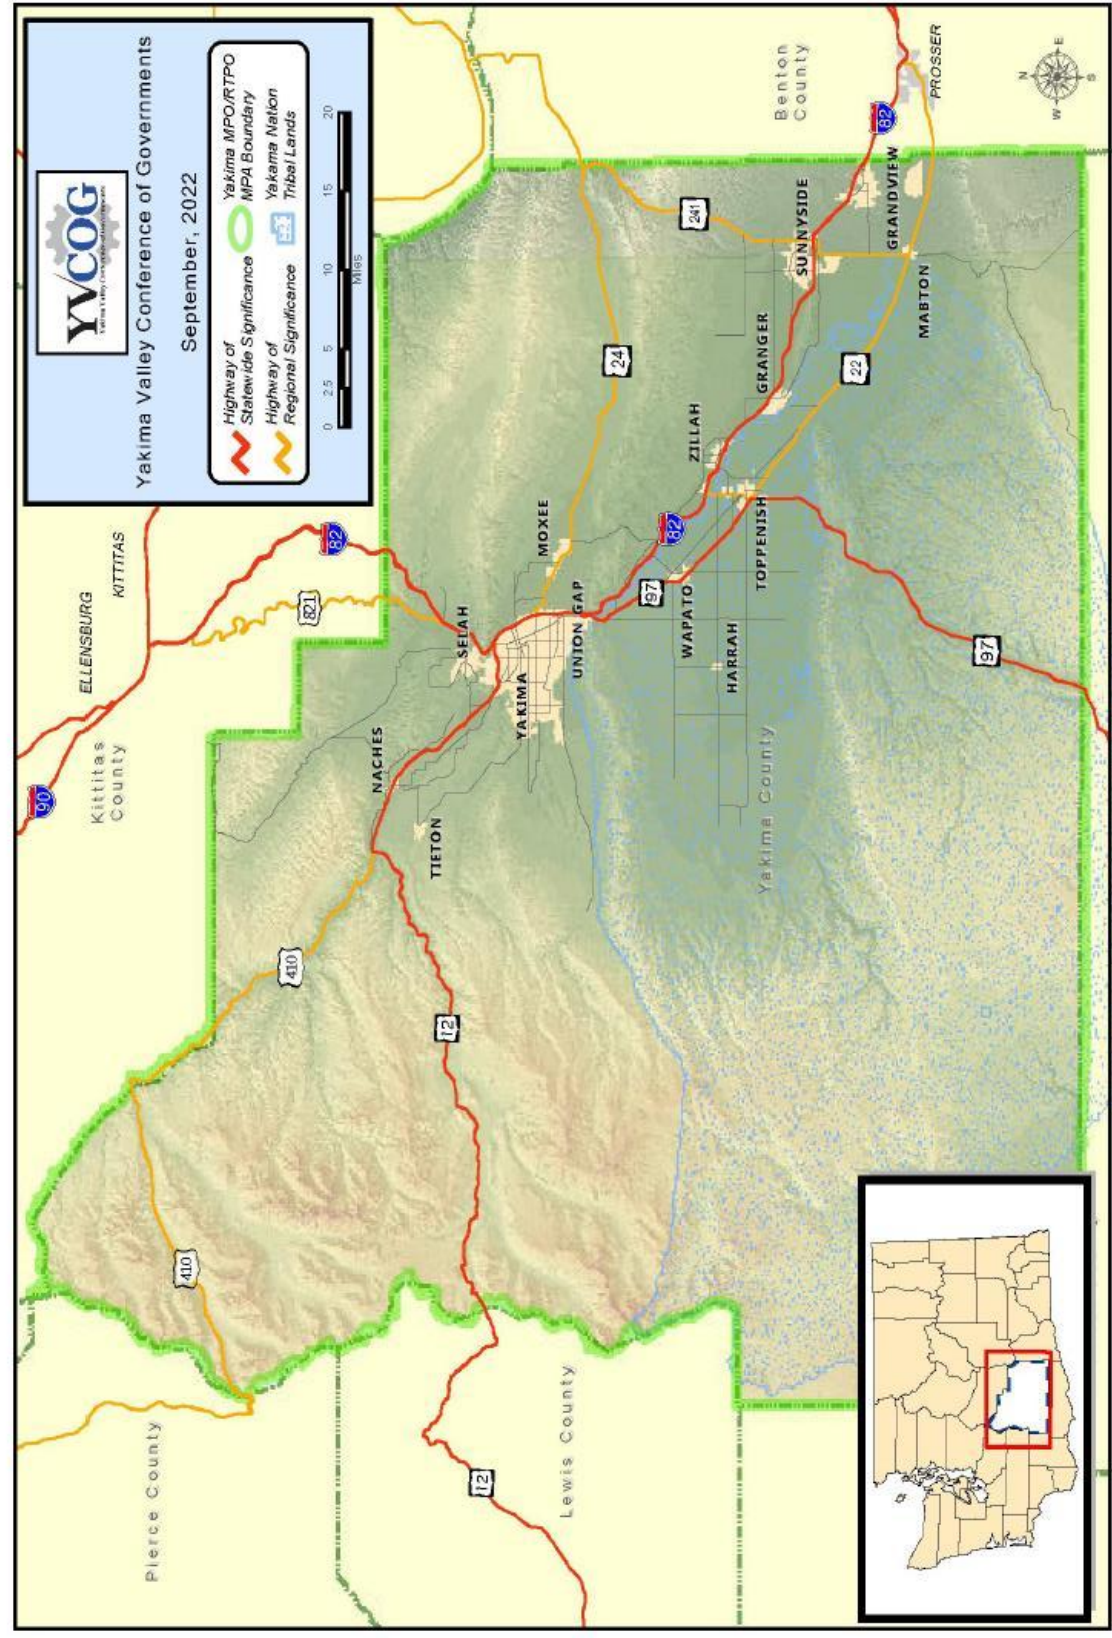 YVCOG
Yakima Valley Conference of Governments
September, 2022
Highway of
Statewide Significance
Highway of
Regional Significance
Yakima MPO/RTPO
MPA Boundary
Yakama Nation
Tribal Lands
0 2.5 5 10 15 20
Miles
N
E
S
W
Pierce County
Lewis County
Kittitas
County
Yakima County
Benton
County
ELLENSBURG
KITTITAS
PROSSER
NACHES
TIETON
SELAH
YAKIMA
UNION GAP
MOXEE
WAPATO
HARRAH
TOPPENISH
ZILLAH
GRANGER
SUNNYSIDE
GRANDVIEW
MABTON
90
82
821
410
410
12
12
24
241
82
97
97
22
82